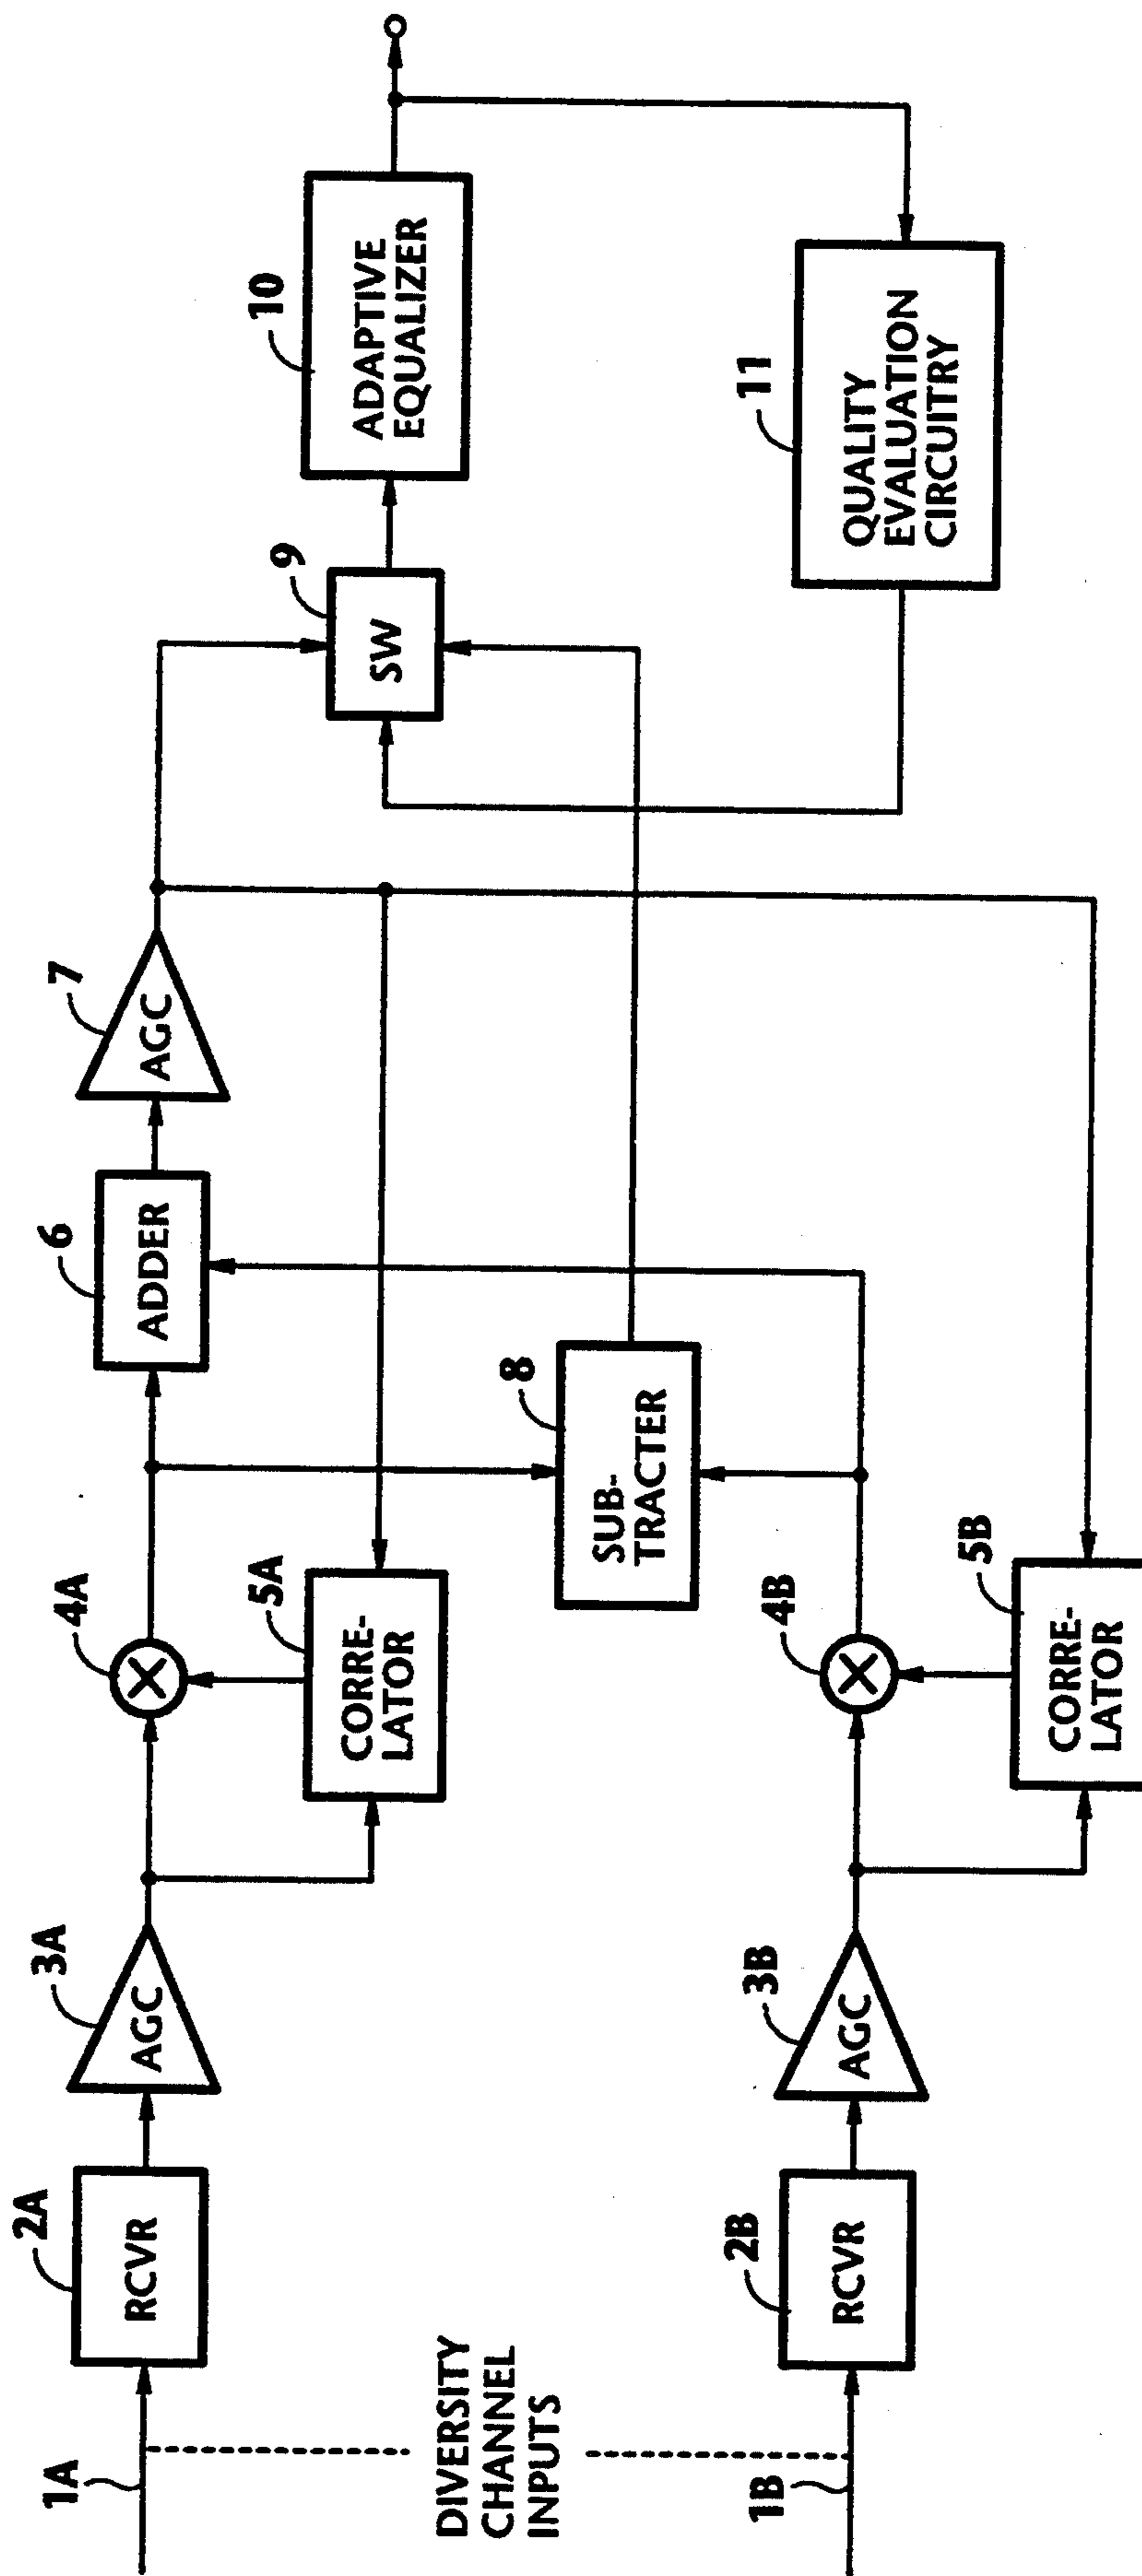 1A
2A
RCVR
3A
AGC
4A
5A
CORRE-
LATOR
6
ADDER
7
AGC
8
SUB-
TRACTER
9
SW
10
ADAPTIVE
EQUALIZER
11
QUALITY
EVALUATION
CIRCUITRY
DIVERSITY
CHANNEL
INPUTS
1B
2B
RCVR
3B
AGC
4B
5B
CORRE-
LATOR